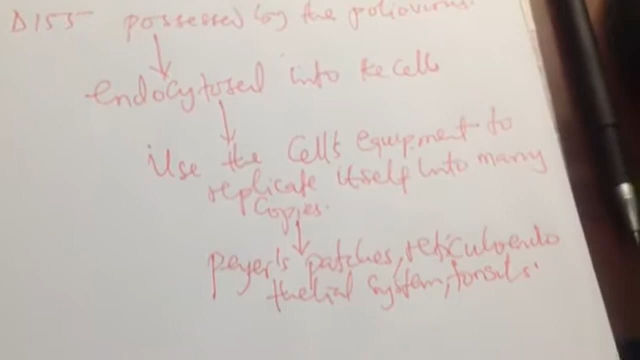 D155 possessed by the poliovirus.
endocytosed into the cells
Use the Cell's equipment to
replicate itself into many
Copies.
peyer's patches, reticuloendo
thelial system, tonsils.